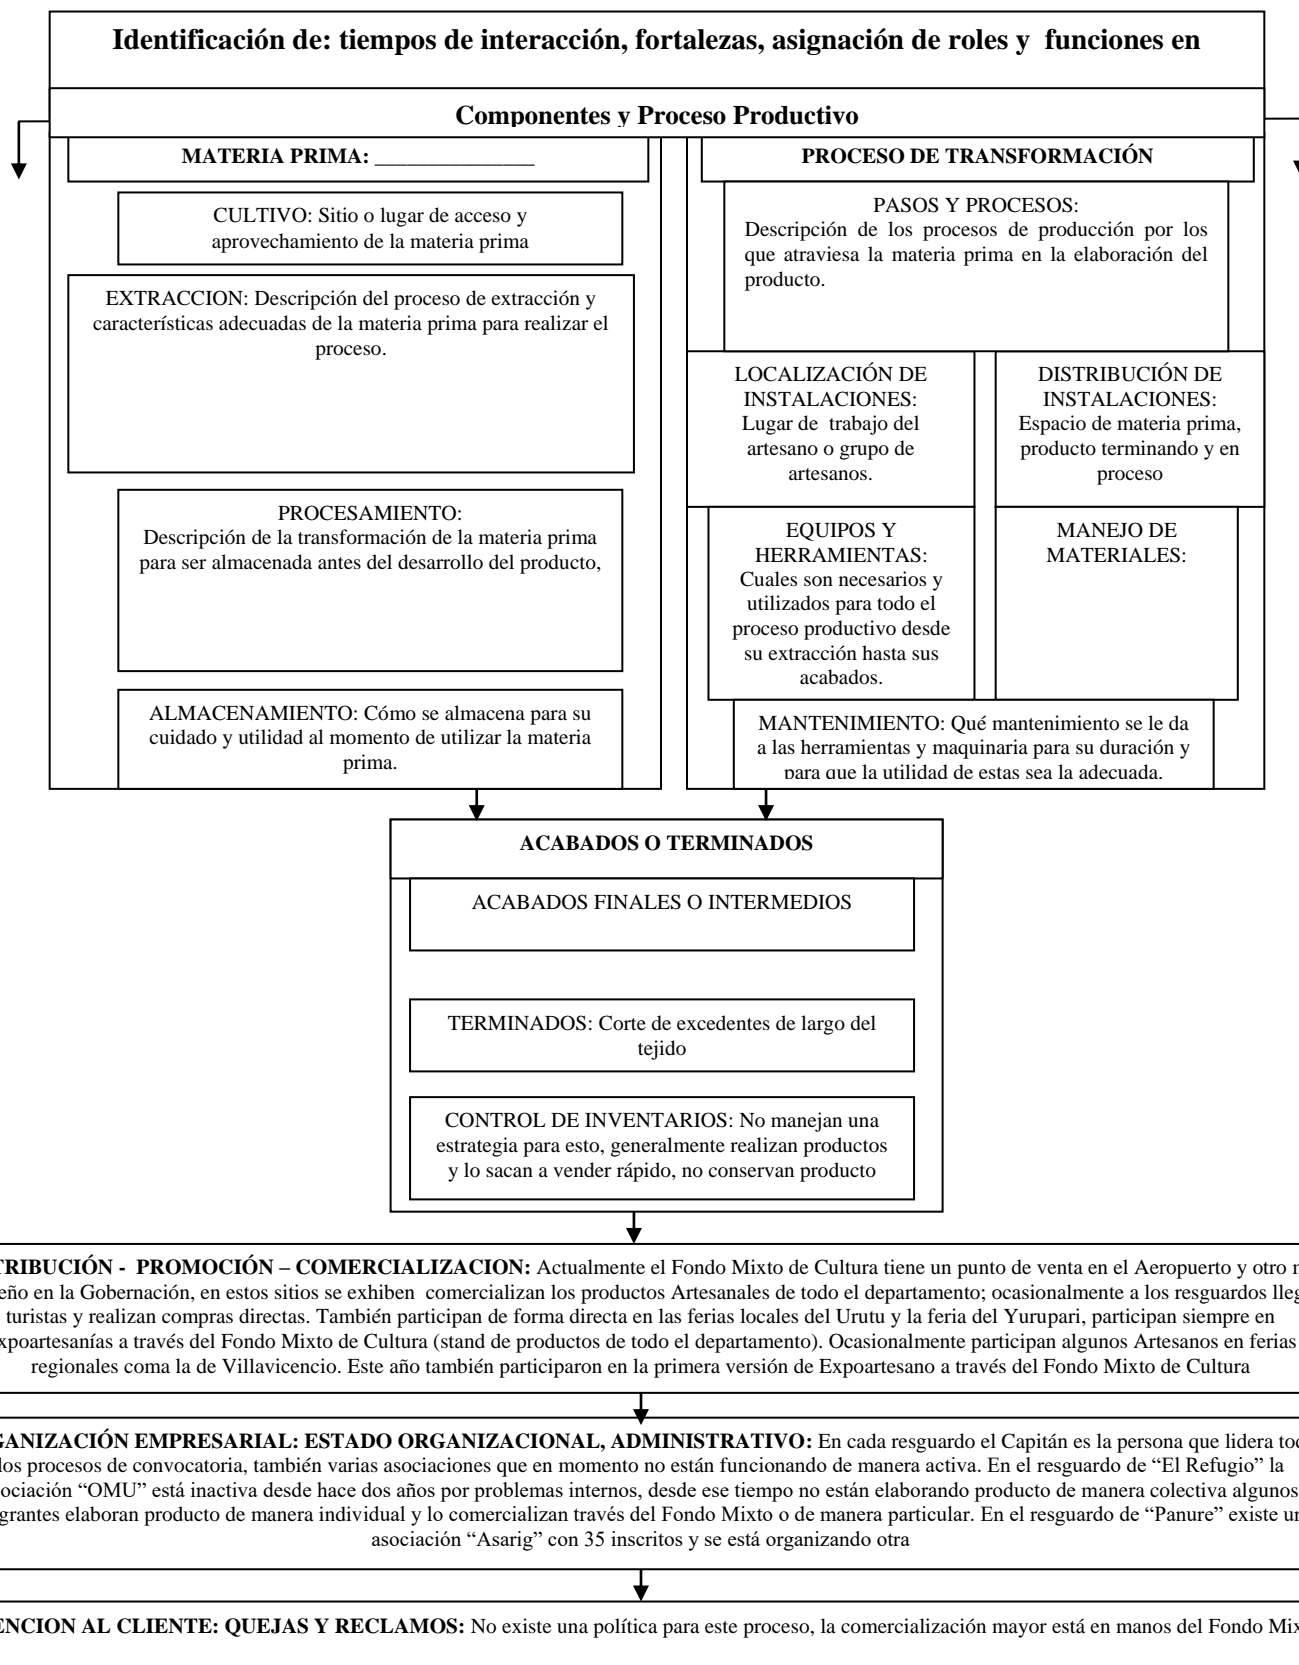 Identificación de: tiempos de interacción, fortalezas, asignación de roles y funciones en
Componentes y Proceso Productivo
MATERIA PRIMA: _______________
CULTIVO: Sitio o lugar de acceso y
aprovechamiento de la materia prima
EXTRACCION: Descripción del proceso de extracción y
características adecuadas de la materia prima para realizar el
proceso.
PROCESAMIENTO:
Descripción de la transformación de la materia prima
para ser almacenada antes del desarrollo del producto,
ALMACENAMIENTO: Cómo se almacena para su
cuidado y utilidad al momento de utilizar la materia
prima.
PROCESO DE TRANSFORMACIÓN
PASOS Y PROCESOS:
Descripción de los procesos de producción por los
que atraviesa la materia prima en la elaboración del
producto.
LOCALIZACIÓN DE
INSTALACIONES:
Lugar de trabajo del
artesano o grupo de
artesanos.
DISTRIBUCIÓN DE
INSTALACIONES:
Espacio de materia prima,
producto terminando y en
proceso
EQUIPOS Y
HERRAMIENTAS:
Cuales son necesarios y
utilizados para todo el
proceso productivo desde
su extracción hasta sus
acabados.
MANEJO DE
MATERIALES:
MANTENIMIENTO: Qué mantenimiento se le da
a las herramientas y maquinaria para su duración y
para que la utilidad de estas sea la adecuada.
ACABADOS O TERMINADOS
ACABADOS FINALES O INTERMEDIOS
TERMINADOS: Corte de excedentes de largo del
tejido
CONTROL DE INVENTARIOS: No manejan una
estrategia para esto, generalmente realizan productos
y lo sacan a vender rápido, no conservan producto
TRIBUCIÓN - PROMOCIÓN – COMERCIALIZACION: Actualmente el Fondo Mixto de Cultura tiene un punto de venta en el Aeropuerto y otro
eño en la Gobernación, en estos sitios se exhiben comercializan los productos Artesanales de todo el departamento; ocasionalmente a los resguardos lleg
turistas y realizan compras directas. También participan de forma directa en las ferias locales del Urutu y la feria del Yurupari, participan siempre en
xpoartesanías a través del Fondo Mixto de Cultura (stand de productos de todo el departamento). Ocasionalmente participan algunos Artesanos en ferias
regionales coma la de Villavicencio. Este año también participaron en la primera versión de Expoartesano a través del Fondo Mixto de Cultura
GANIZACIÓN EMPRESARIAL: ESTADO ORGANIZACIONAL, ADMINISTRATIVO: En cada resguardo el Capitán es la persona que lidera tod
los procesos de convocatoria, también varias asociaciones que en momento no están funcionando de manera activa. En el resguardo de “El Refugio” la
ociación “OMU” está inactiva desde hace dos años por problemas internos, desde ese tiempo no están elaborando producto de manera colectiva algunos
grantes elaboran producto de manera individual y lo comercializan través del Fondo Mixto o de manera particular. En el resguardo de “Panure” existe un
asociación “Asarig” con 35 inscritos y se está organizando otra
ENCION AL CLIENTE: QUEJAS Y RECLAMOS: No existe una política para este proceso, la comercialización mayor está en manos del Fondo Mix